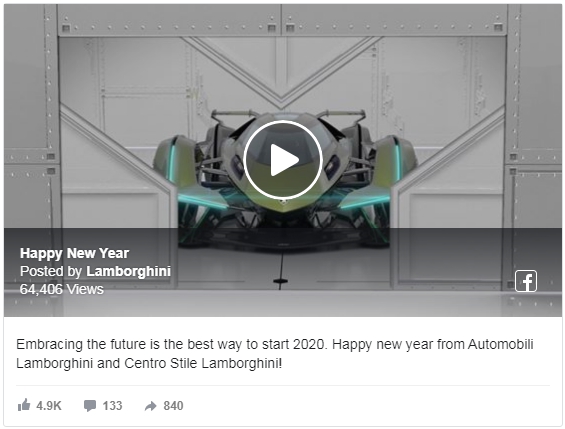 Happy New Year
Posted by Lamborghini
64,406 Views
Embracing the future is the best way to start 2020. Happy new year from Automobili
Lamborghini and Centro Stile Lamborghini!
4.9K 133 840